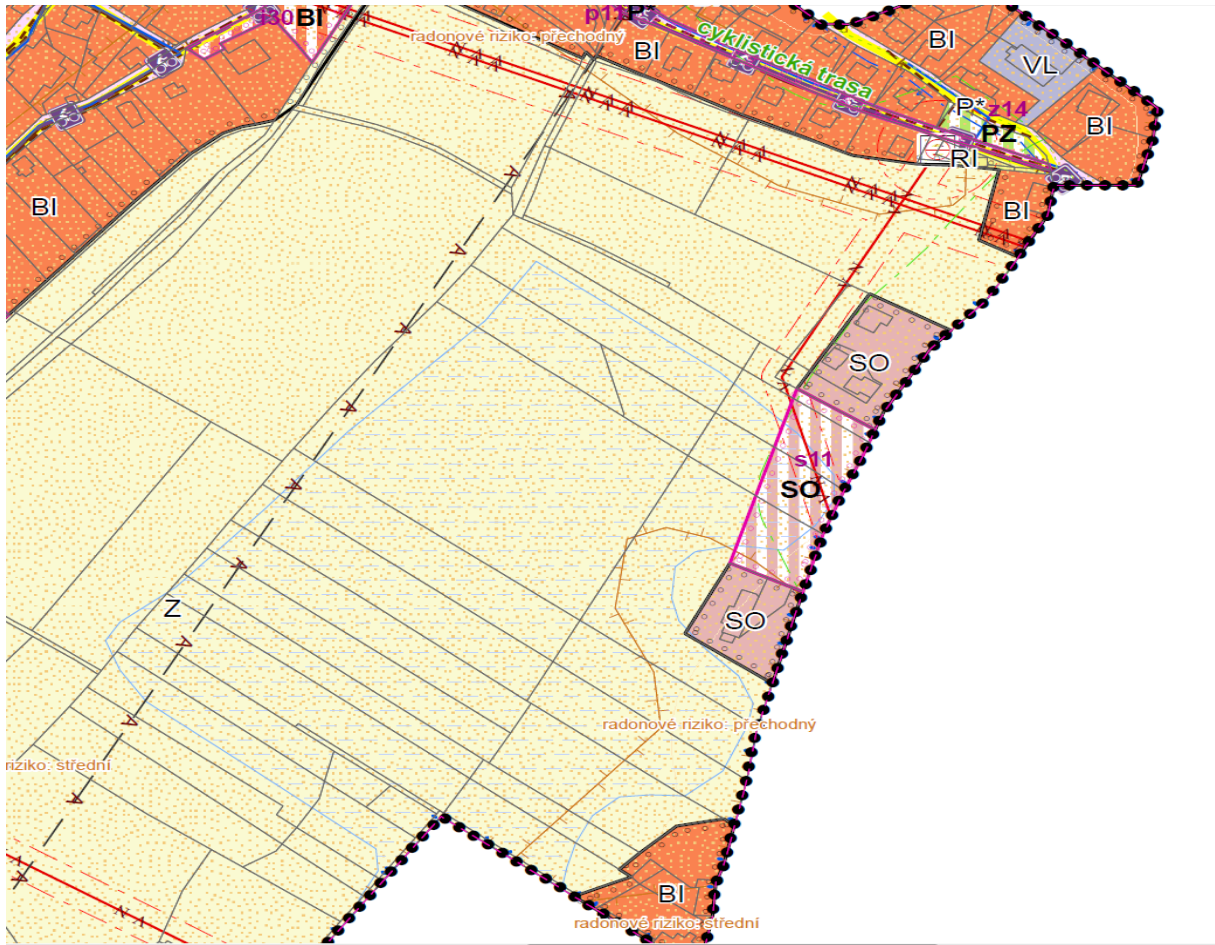 BI
p11
P*
radonové riziko: přechodný
BI
Cyklistická trasa
BI
VL
P*
z14
PZ
BI
RI
BI
BI
SO
s11
SO
SO
Z
radonové riziko: přechodný
riziko: střední
BI
radonové riziko: střední